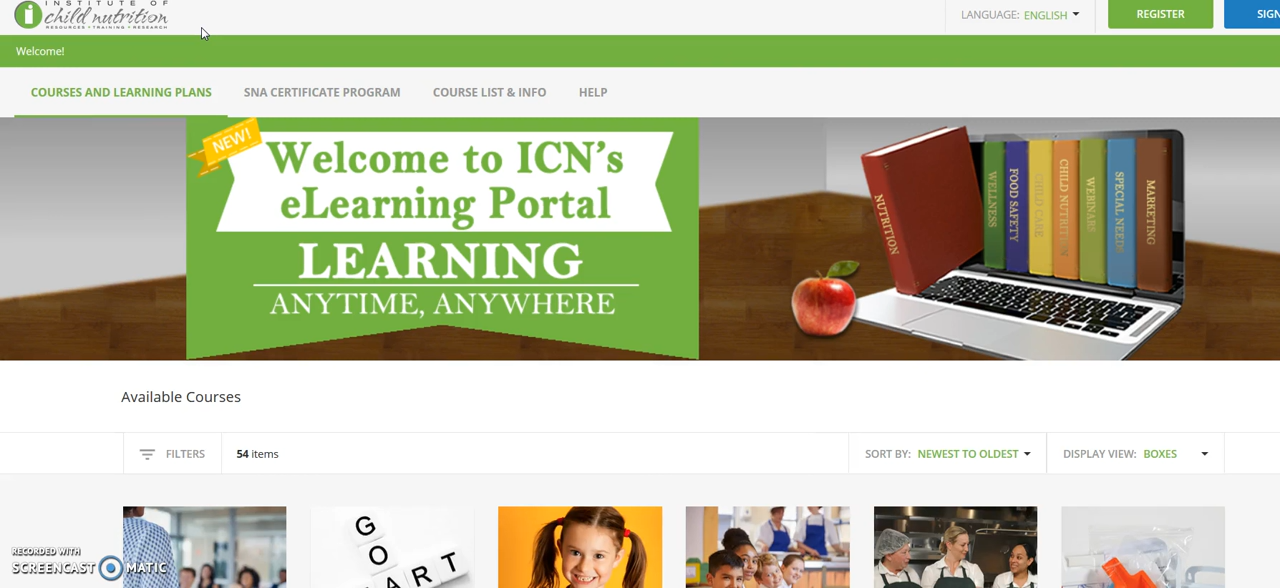 INSTITUTE OF
child nutrition
RESOURCES • TRAINING • RESEARCH
LANGUAGE: ENGLISH
REGISTER
SIGN
Welcome!
COURSES AND LEARNING PLANS
SNA CERTIFICATE PROGRAM
COURSE LIST & INFO
HELP
NEW!
Welcome to ICN's
eLearning Portal
LEARNING
ANYTIME, ANYWHERE
NUTRITION
WELLNESS
FOOD SAFETY
CHILD CARE
CHILD NUTRITION
WEBINARS
SPECIAL NEEDS
MARKETING
Available Courses
FILTERS
54 items
SORT BY: NEWEST TO OLDEST
DISPLAY VIEW: BOXES
G
O
ART
RECORDED WITH
SCREENCAST MATIC